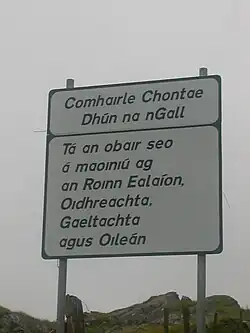 Comhairle Chontae
Dhún na nGall
Tá an obair seo
á maoiniú ag
an Roinn Ealaíon,
Oidhreachta,
Gaeltachta
agus Oileán